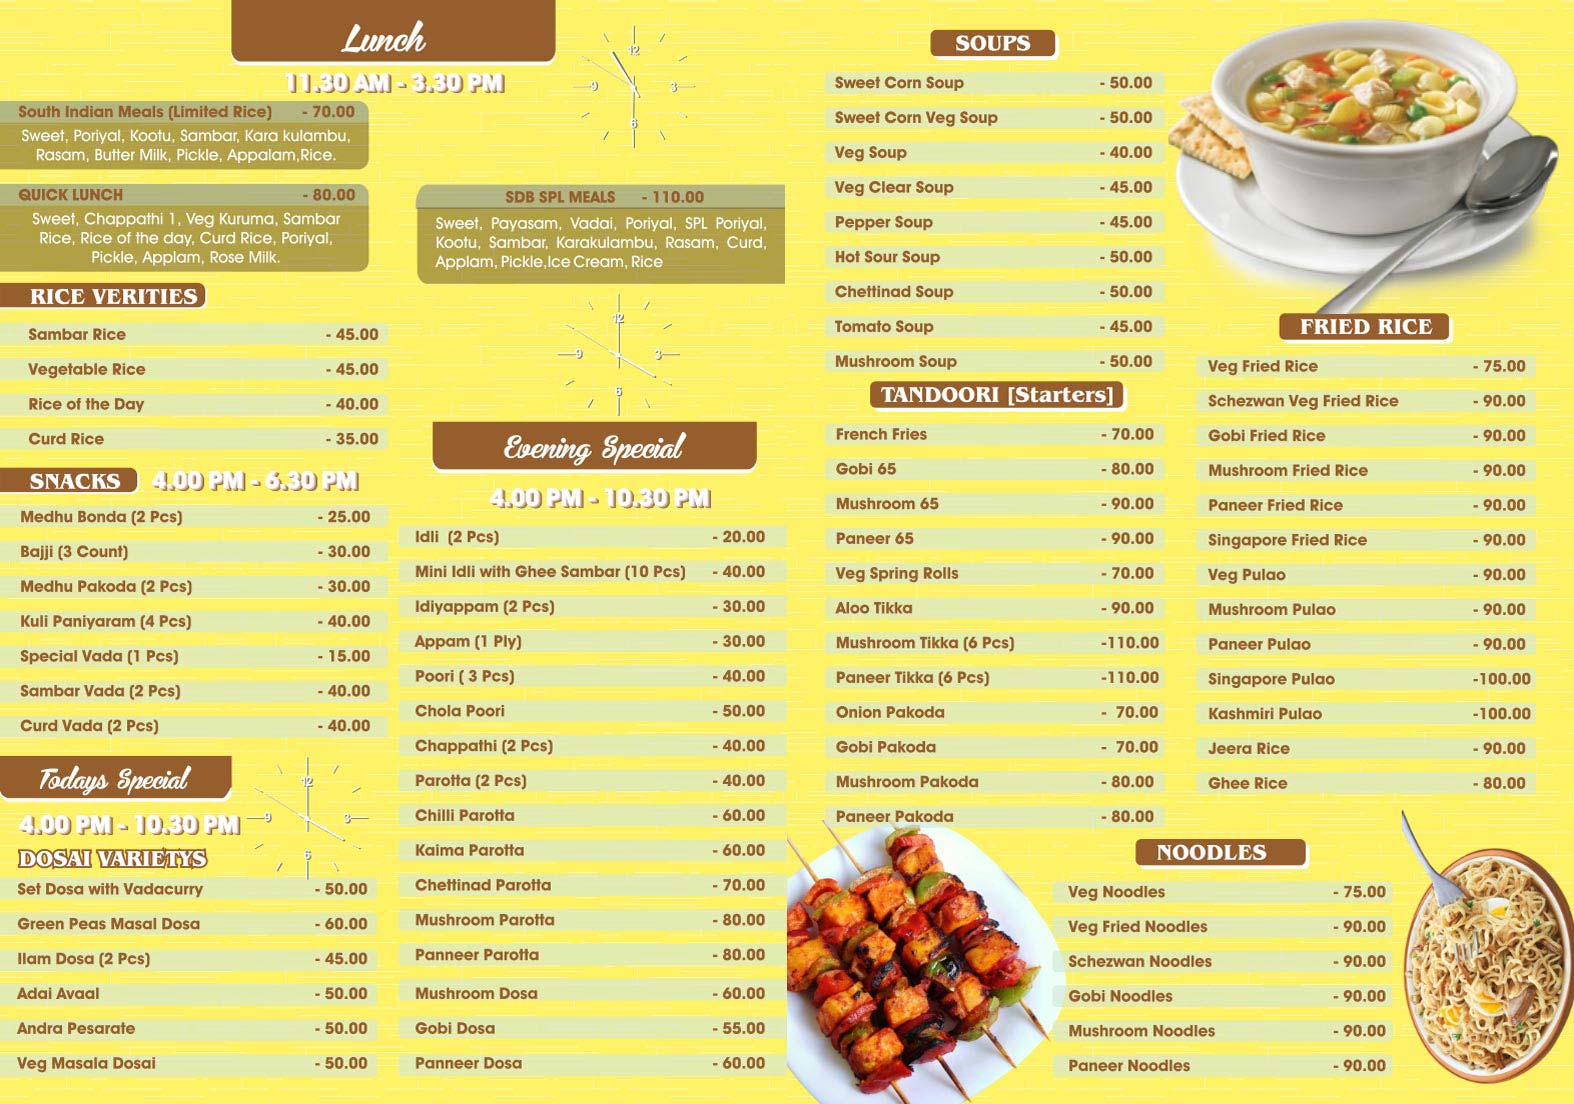 Lunch
11.30 AM - 3.30 PM
South Indian Meals (Limited Rice) - 70.00
Sweet, Poriyal, Kootu, Sambar, Kara kulambu,
Rasam, Butter Milk, Pickle, Appalam,Rice.
QUICK LUNCH - 80.00
Sweet, Chappathi 1, Veg Kuruma, Sambar
Rice, Rice of the day, Curd Rice, Poriyal,
Pickle, Applam, Rose Milk.
RICE VERITIES
Sambar Rice - 45.00
Vegetable Rice - 45.00
Rice of the Day - 40.00
Curd Rice - 35.00
SNACKS 4.00 PM - 6.30 PM
Medhu Bonda (2 Pcs) - 25.00
Bajji (3 Count) - 30.00
Medhu Pakoda (2 Pcs) - 30.00
Kuli Paniyaram (4 Pcs) - 40.00
Special Vada (1 Pcs) - 15.00
Sambar Vada (2 Pcs) - 40.00
Curd Vada (2 Pcs) - 40.00
Todays Special
4.00 PM - 10.30 PM
DOSAI VARIETYS
Set Dosa with Vadacurry - 50.00
Green Peas Masal Dosa - 60.00
Ilam Dosa (2 Pcs) - 45.00
Adai Avaal - 50.00
Andra Pesarate - 50.00
Veg Masala Dosai - 50.00
12
9 3
6
12
9 3
6
SDB SPL MEALS - 110.00
Sweet, Payasam, Vadai, Poriyal, SPL Poriyal,
Kootu, Sambar, Karakulambu, Rasam, Curd,
Applam, Pickle,Ice Cream, Rice
12
9 3
6
Evening Special
4.00 PM - 10.30 PM
Idli (2 Pcs) - 20.00
Mini Idli with Ghee Sambar (10 Pcs) - 40.00
Idiyappam (2 Pcs) - 30.00
Appam (1 Ply) - 30.00
Poori ( 3 Pcs) - 40.00
Chola Poori - 50.00
Chappathi (2 Pcs) - 40.00
Parotta (2 Pcs) - 40.00
Chilli Parotta - 60.00
Kaima Parotta - 60.00
Chettinad Parotta - 70.00
Mushroom Parotta - 80.00
Panneer Parotta - 80.00
Mushroom Dosa - 60.00
Gobi Dosa - 55.00
Panneer Dosa - 60.00
SOUPS
Sweet Corn Soup - 50.00
Sweet Corn Veg Soup - 50.00
Veg Soup - 40.00
Veg Clear Soup - 45.00
Pepper Soup - 45.00
Hot Sour Soup - 50.00
Chettinad Soup - 50.00
Tomato Soup - 45.00
Mushroom Soup - 50.00
TANDOORI [Starters]
French Fries - 70.00
Gobi 65 - 80.00
Mushroom 65 - 90.00
Paneer 65 - 90.00
Veg Spring Rolls - 70.00
Aloo Tikka - 90.00
Mushroom Tikka (6 Pcs) -110.00
Paneer Tikka (6 Pcs) -110.00
Onion Pakoda - 70.00
Gobi Pakoda - 70.00
Mushroom Pakoda - 80.00
Paneer Pakoda - 80.00
FRIED RICE
Veg Fried Rice - 75.00
Schezwan Veg Fried Rice - 90.00
Gobi Fried Rice - 90.00
Mushroom Fried Rice - 90.00
Paneer Fried Rice - 90.00
Singapore Fried Rice - 90.00
Veg Pulao - 90.00
Mushroom Pulao - 90.00
Paneer Pulao - 90.00
Singapore Pulao -100.00
Kashmiri Pulao -100.00
Jeera Rice - 90.00
Ghee Rice - 80.00
NOODLES
Veg Noodles - 75.00
Veg Fried Noodles - 90.00
Schezwan Noodles - 90.00
Gobi Noodles - 90.00
Mushroom Noodles - 90.00
Paneer Noodles - 90.00